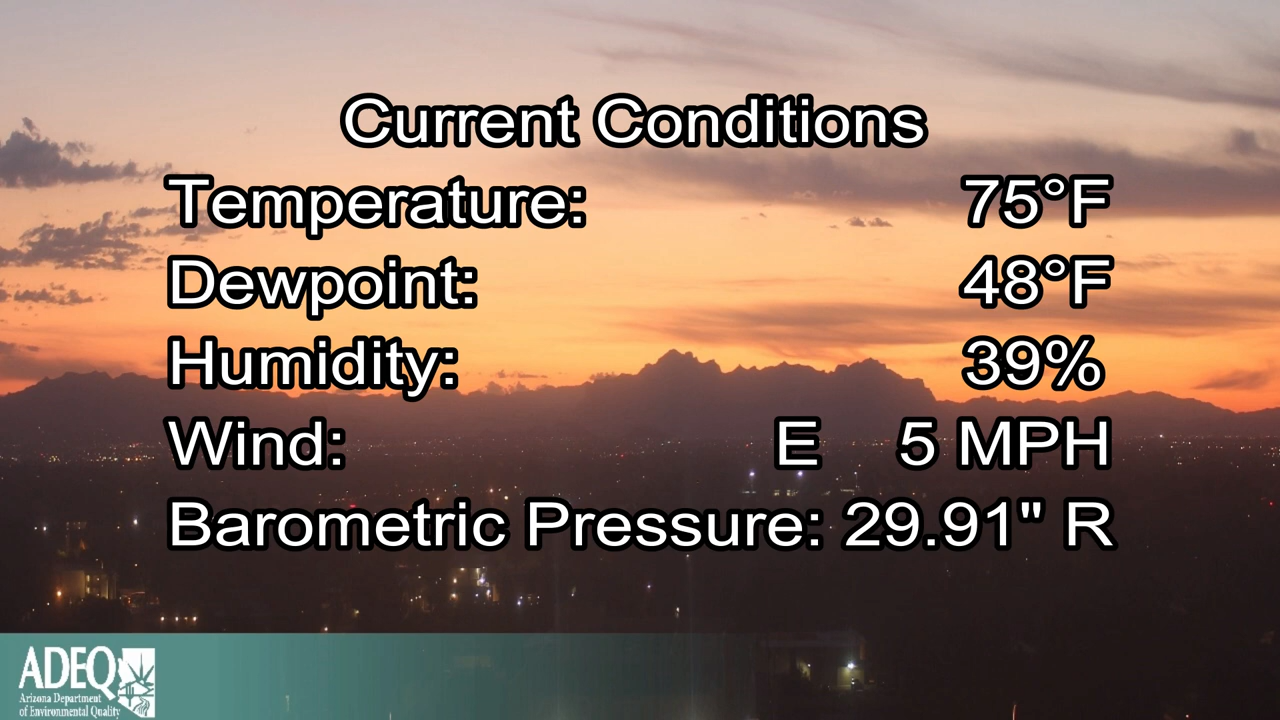 Current Conditions
Temperature: 75°F
Dewpoint: 48°F
Humidity: 39%
Wind: E 5 MPH
Barometric Pressure: 29.91" R
ADEQ
Arizona Department
of Environmental Quality